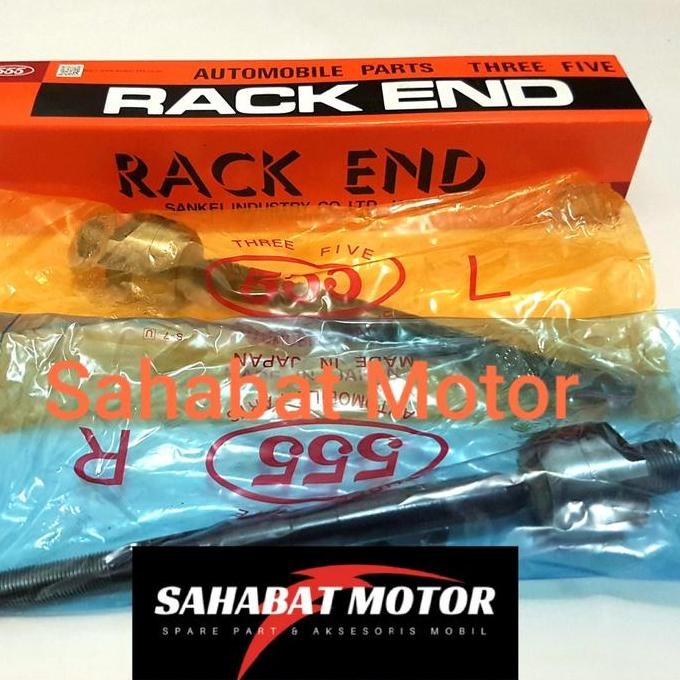 555
AUTOMOBILE PARTS THREE FIVE
RACK END
RACK END
SANKEI INDUSTRY CO.,LTD.
THREE FIVE
555 L
MADE IN JAPAN
Sahabat Motor
R 555
SAHABAT MOTOR
SPARE PART & AKSESORIS MOBIL